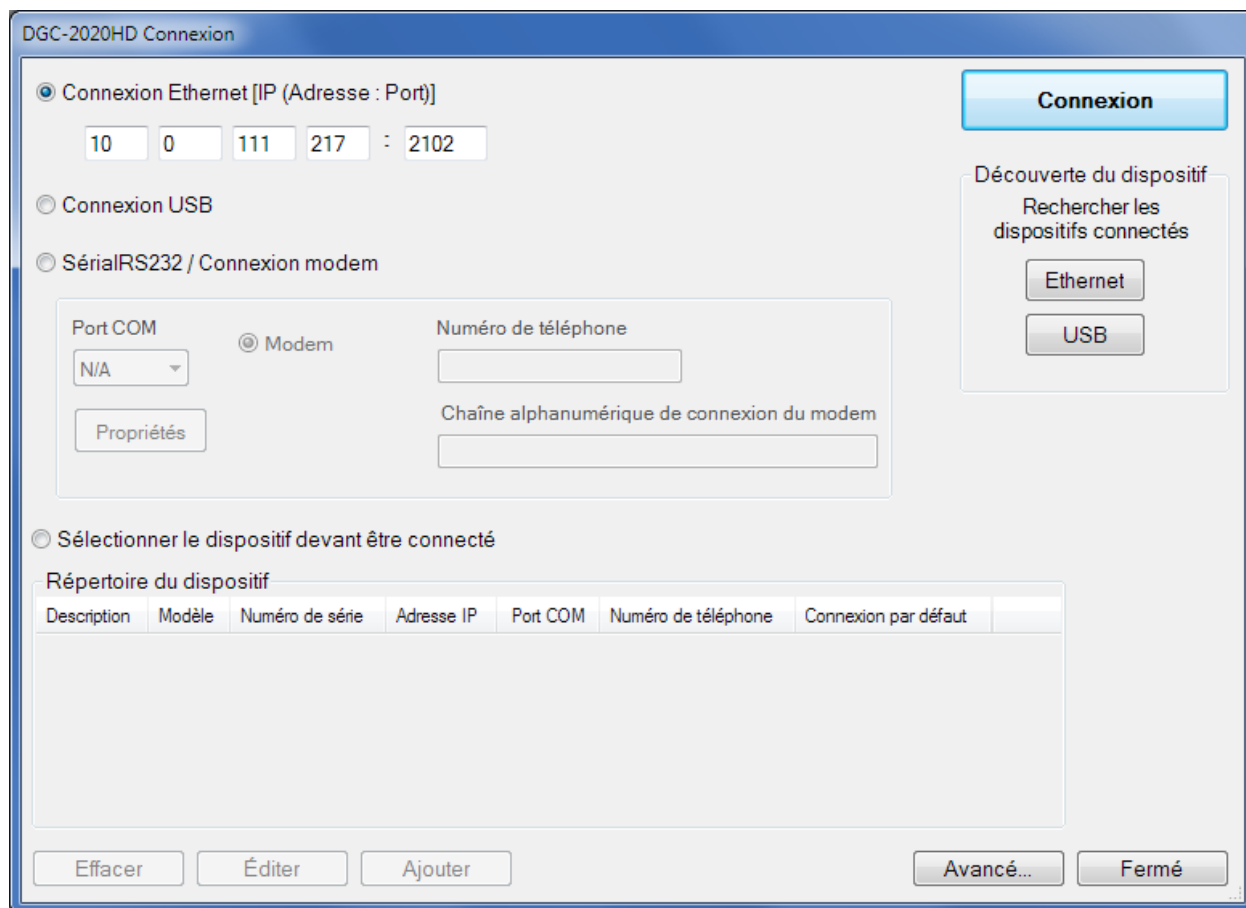 DGC-2020HD Connexion
Connexion Ethernet [IP (Adresse : Port)]
10 0 111 217 : 2102
Connexion
Connexion USB
SérialRS232 / Connexion modem
Découverte du dispositif
Rechercher les
dispositifs connectés
Ethernet
USB
Port COM
N/A
Modem
Numéro de téléphone
Propriétés
Chaîne alphanumérique de connexion du modem
Sélectionner le dispositif devant être connecté
Répertoire du dispositif
Description Modèle Numéro de série Adresse IP Port COM Numéro de téléphone Connexion par défaut
Effacer Éditer Ajouter Avancé... Fermé